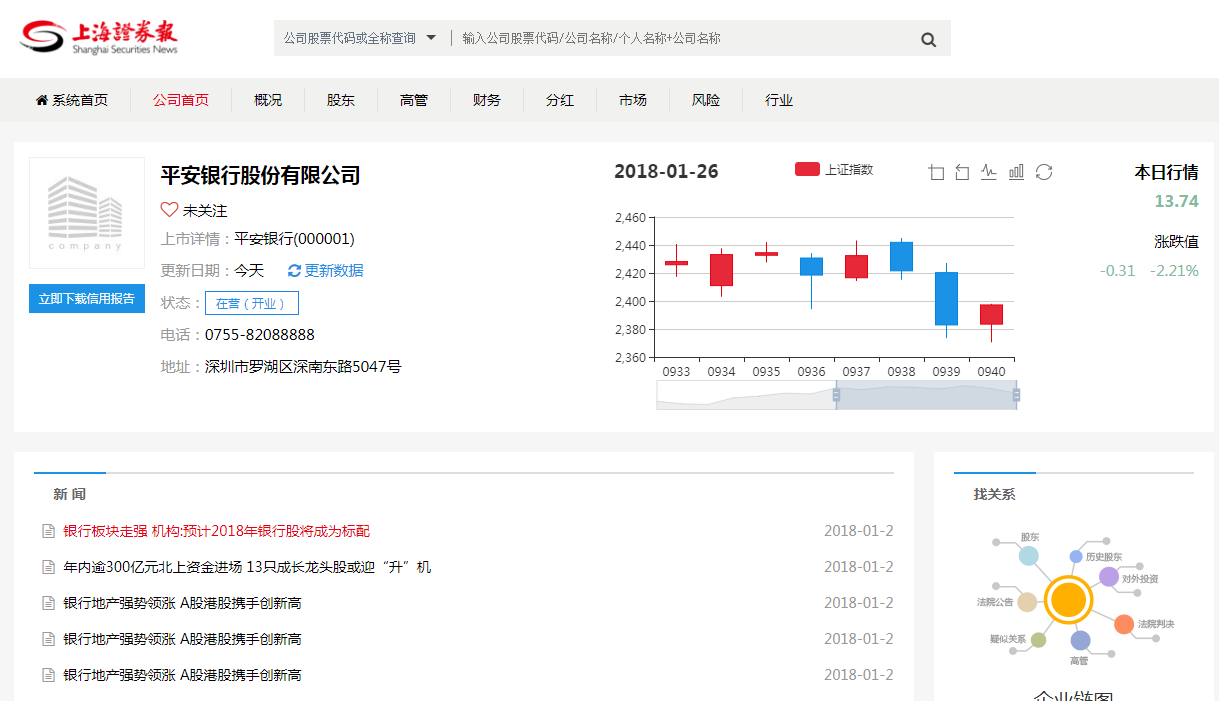 上海證券報
Shanghai Securities News
公司股票代码或全称查询
输入公司股票代码/公司名称/个人名称+公司名称
系统首页 公司首页 概况 股东 高管 财务 分红 市场 风险 行业
company
立即下载信用报告
平安银行股份有限公司
未关注
上市详情：平安银行(000001)
更新日期：今天 更新数据
状态： 在营（开业）
电话：0755-82088888
地址：深圳市罗湖区深南东路5047号
2018-01-26
上证指数
2,460
2,440
2,420
2,400
2,380
2,360
0933 0934 0935 0936 0937 0938 0939 0940
本日行情
13.74
涨跌值
-0.31 -2.21%
新 闻
银行板块走强 机构:预计2018年银行股将成为标配 2018-01-2
年内逾300亿元北上资金进场 13只成长龙头股或迎“升”机 2018-01-2
银行地产强势领涨 A股港股携手创新高 2018-01-2
银行地产强势领涨 A股港股携手创新高 2018-01-2
银行地产强势领涨 A股港股携手创新高 2018-01-2
找关系
股东
历史股东
对外投资
法院公告
法院判决
疑似关系
高管
企业链图